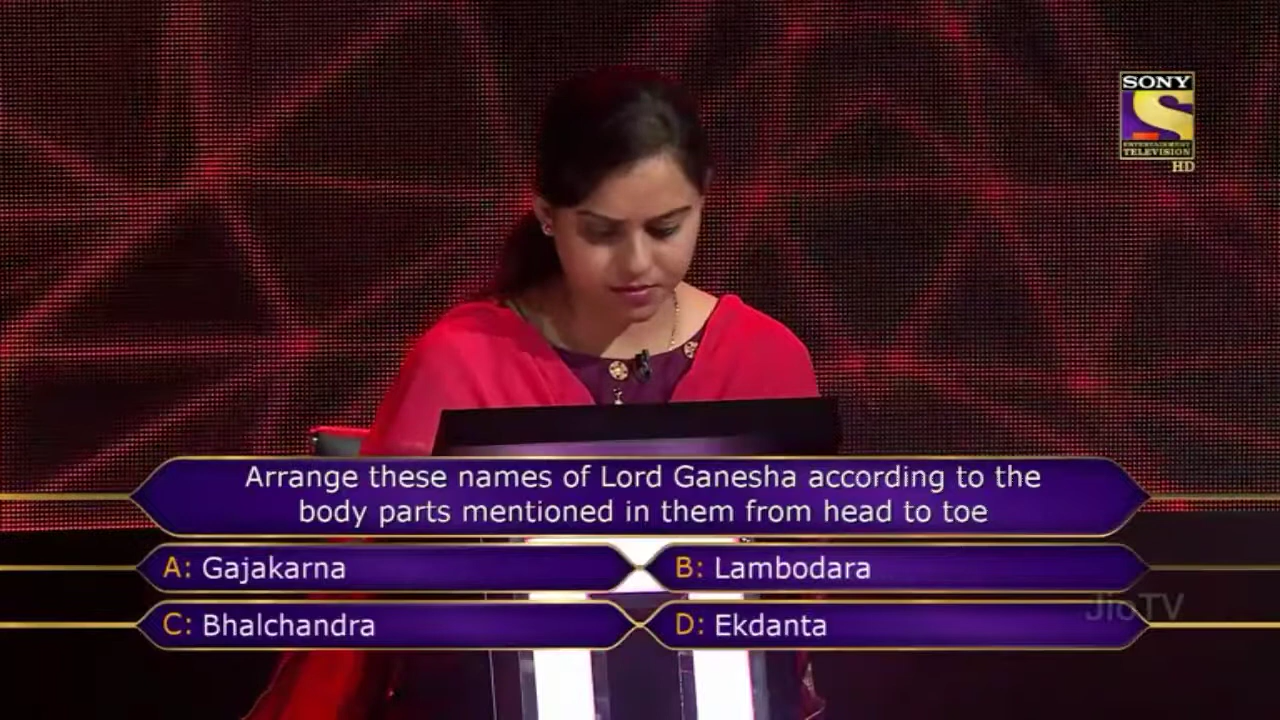 SONY
ENTERTAINMENT
TELEVISION
HD
Arrange these names of Lord Ganesha according to the
body parts mentioned in them from head to toe
A: Gajakarna
B: Lambodara
C: Bhalchandra
JioTV
D: Ekdanta